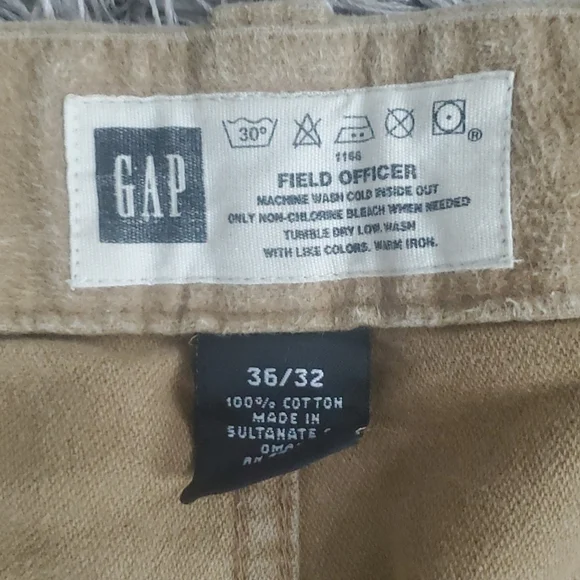 GAP
30°
®
1166
FIELD OFFICER
MACHINE WASH COLD INSIDE OUT
ONLY NON-CHLORINE BLEACH WHEN NEEDED
TUMBLE DRY LOW. WASH
WITH LIKE COLORS. WARM IRON.
36/32
100% COTTON
MADE IN
SULTANATE